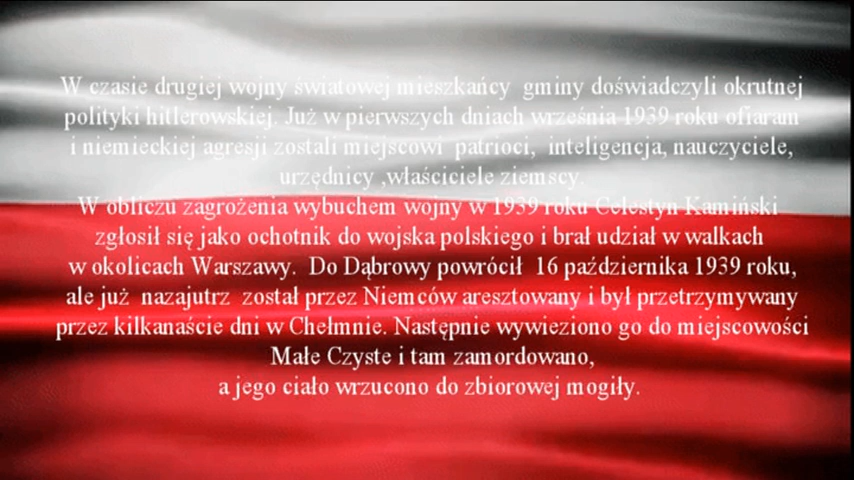 W czasie drugiej wojny światowej mieszkańcy gminy doświadczyli okrutnej
polityki hitlerowskiej. Już w pierwszych dniach września 1939 roku ofiaram
i niemieckiej agresji zostali miejscowi patrioci, inteligencja, nauczyciele,
urzędnicy ,właściciele ziemscy.
W obliczu zagrożenia wybuchem wojny w 1939 roku Celestyn Kamiński
zgłosił się jako ochotnik do wojska polskiego i brał udział w walkach
w okolicach Warszawy. Do Dąbrowy powrócił 16 października 1939 roku,
ale już nazajutrz został przez Niemców aresztowany i był przetrzymywany
przez kilkanaście dni w Chełmnie. Następnie wywieziono go do miejscowości
Małe Czyste i tam zamordowano,
a jego ciało wrzucono do zbiorowej mogiły.